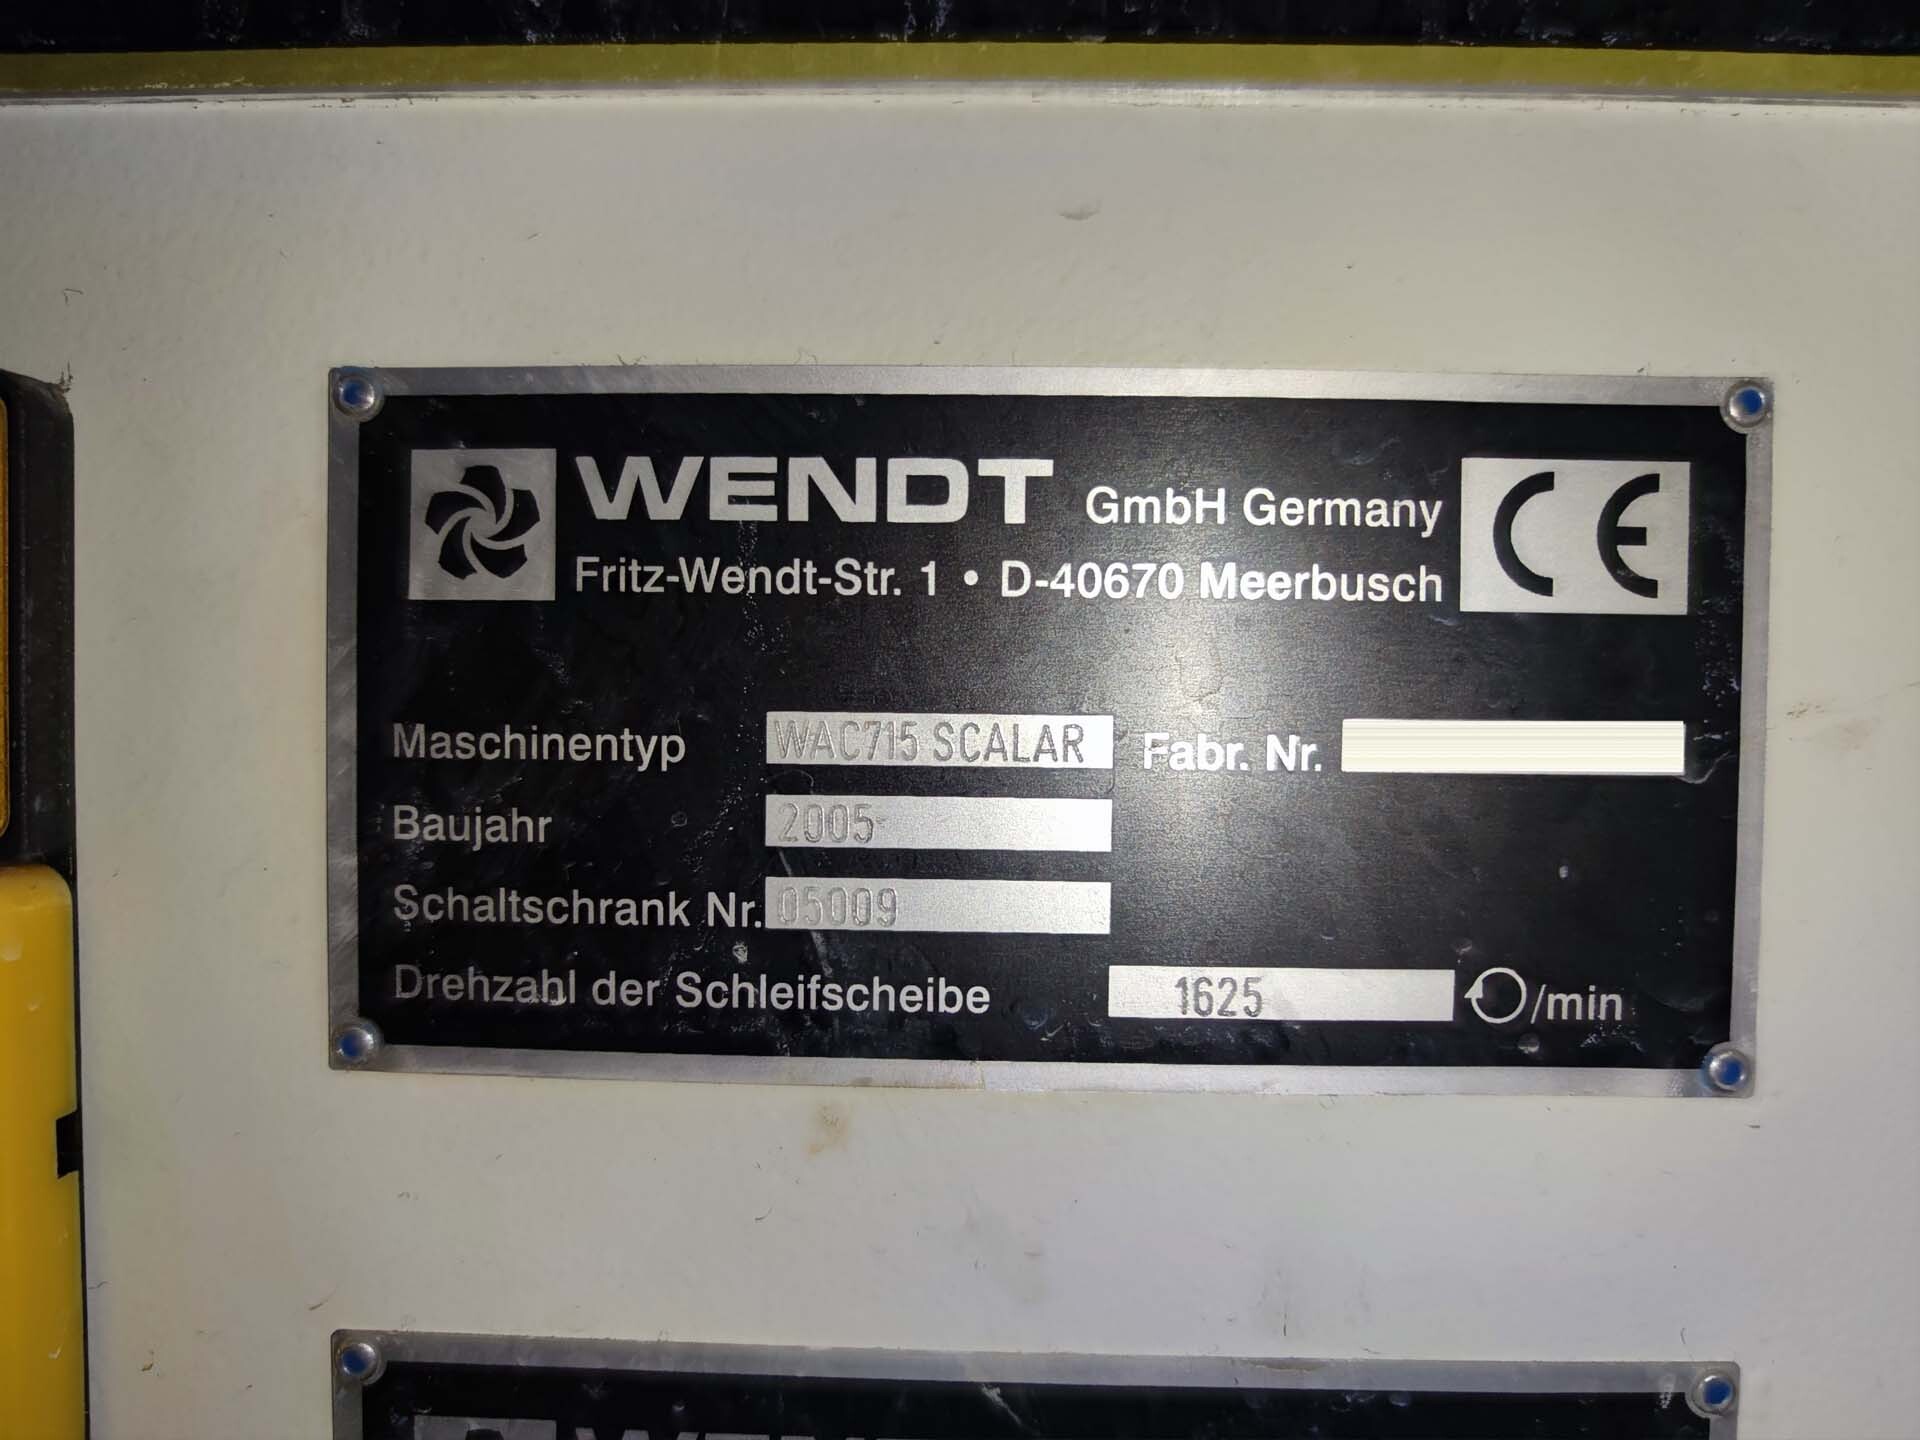 WENDT GmbH Germany CE
Fritz-Wendt-Str. 1 • D-40670 Meerbusch
Maschinentyp WAC715 SCALAR Fabr. Nr.
Baujahr 2005
Schaltschrank Nr. 05009
Drehzahl der Schleifscheibe 1625 /min